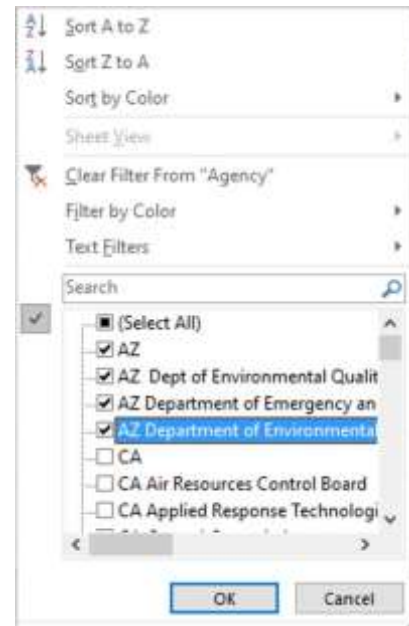 Sort A to Z
Sort Z to A
Sort by Color
Sheet View
Clear Filter From "Agency"
Filter by Color
Text Filters
Search
(Select All)
AZ
AZ Dept of Environmental Qualit
AZ Department of Emergency an
AZ Department of Environmenta
CA
CA Air Resources Control Board
CA Applied Response Technologi
OK Cancel